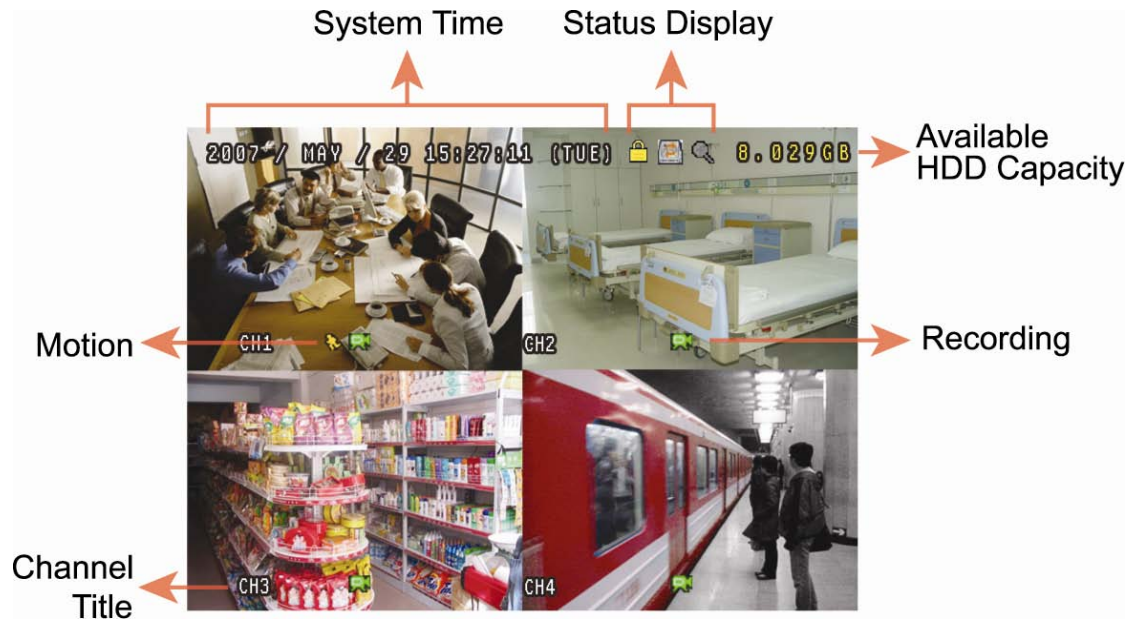 System Time
Status Display
2007 / MAY / 29 15:27:11 (TUE)
8.029GB
Available
HDD Capacity
Motion
CH1
CH2
Recording
Channel
Title
CH3
CH4